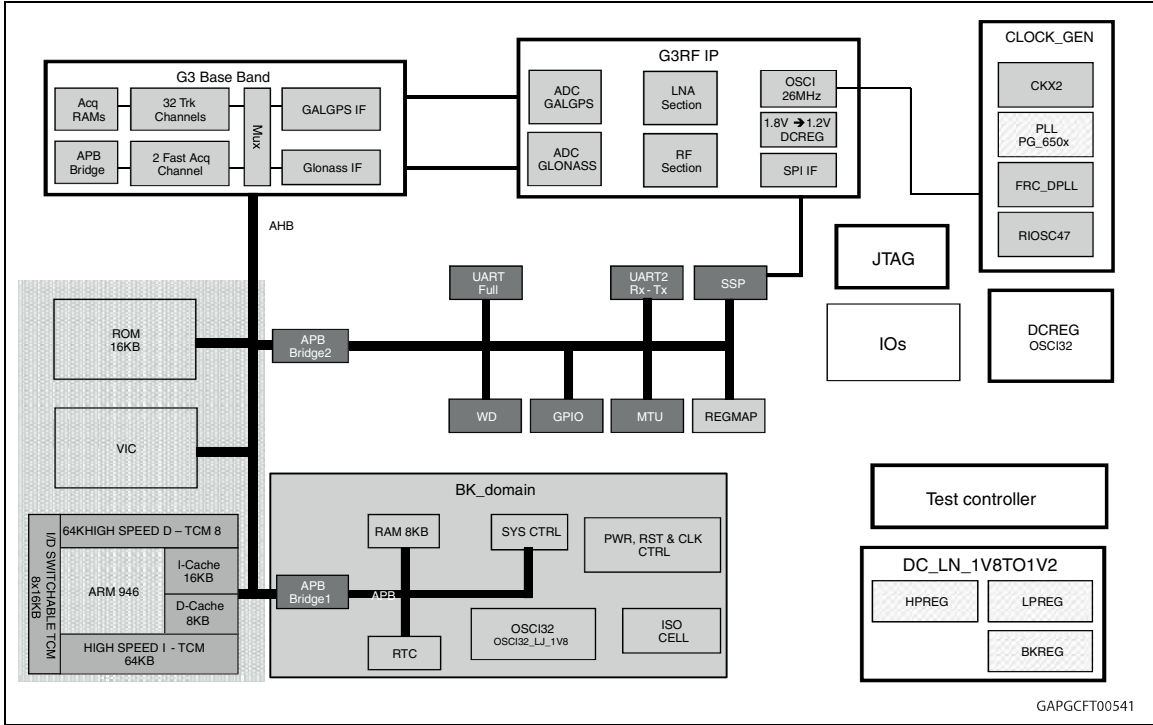 G3 Base Band
Acq
RAMs
32 Trk
Channels
Mux
GALGPS IF
APB
Bridge
2 Fast Acq
Channel
Glonass IF
G3RF IP
ADC
GALGPS
LNA
Section
OSCI
26MHz
1.8V ➔1.2V
DCREG
ADC
GLONASS
RF
Section
SPI IF
CLOCK_GEN
CKX2
PLL
PG_650x
FRC_DPLL
RIOSC47
AHB
JTAG
IOs
DCREG
OSCI32
UART
Full
UART2
Rx - Tx
SSP
APB
Bridge2
WD
GPIO
MTU
REGMAP
ROM
16KB
VIC
64KHIGH SPEED D – TCM 8
I/D SWITCHABLE TCM
8x16KB
ARM 946
I-Cache
16KB
D-Cache
8KB
HIGH SPEED I - TCM
64KB
BK_domain
RAM 8KB
SYS CTRL
PWR, RST & CLK
CTRL
APB
Bridge1
APB
RTC
OSCI32
OSCI32_LJ_1V8
ISO
CELL
Test controller
DC_LN_1V8TO1V2
HPREG
LPREG
BKREG
GAPGCFT00541